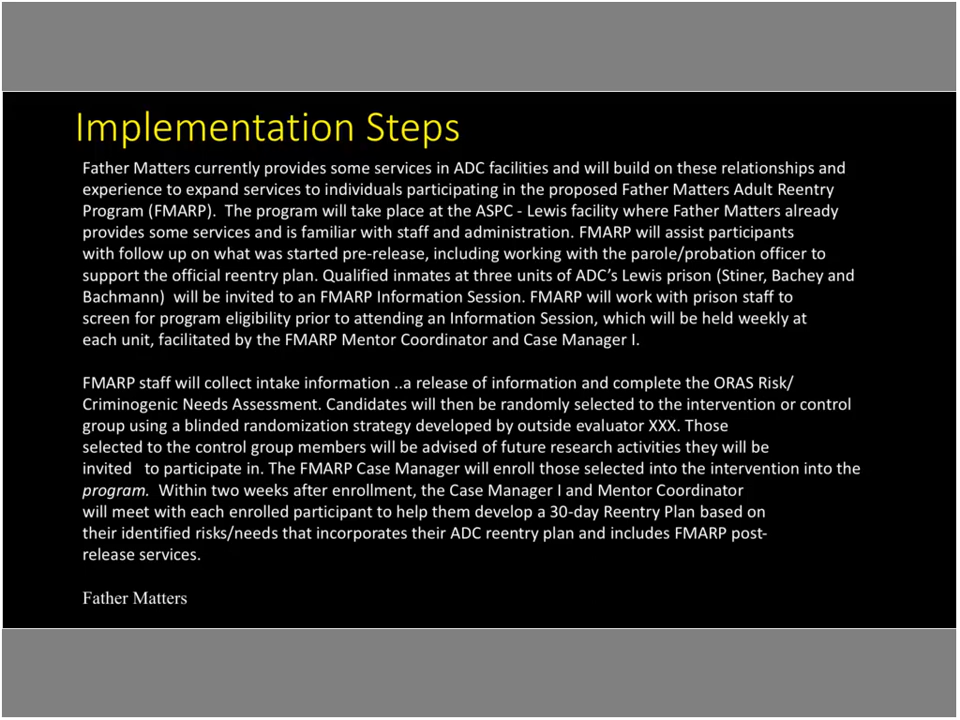 Implementation Steps
Father Matters currently provides some services in ADC facilities and will build on these relationships and
experience to expand services to individuals participating in the proposed Father Matters Adult Reentry
Program (FMARP).  The program will take place at the ASPC - Lewis facility where Father Matters already
provides some services and is familiar with staff and administration. FMARP will assist participants
with follow up on what was started pre-release, including working with the parole/probation officer to
support the official reentry plan. Qualified inmates at three units of ADC's Lewis prison (Stiner, Bachey and
Bachmann)  will be invited to an FMARP Information Session. FMARP will work with prison staff to
screen for program eligibility prior to attending an Information Session, which will be held weekly at
each unit, facilitated by the FMARP Mentor Coordinator and Case Manager I.
FMARP staff will collect intake information ..a release of information and complete the ORAS Risk/
Criminogenic Needs Assessment. Candidates will then be randomly selected to the intervention or control
group using a blinded randomization strategy developed by outside evaluator XXX. Those
selected to the control group members will be advised of future research activities they will be
invited   to participate in. The FMARP Case Manager will enroll those selected into the intervention into the
program.  Within two weeks after enrollment, the Case Manager I and Mentor Coordinator
will meet with each enrolled participant to help them develop a 30-day Reentry Plan based on
their identified risks/needs that incorporates their ADC reentry plan and includes FMARP post-
release services.
Father Matters